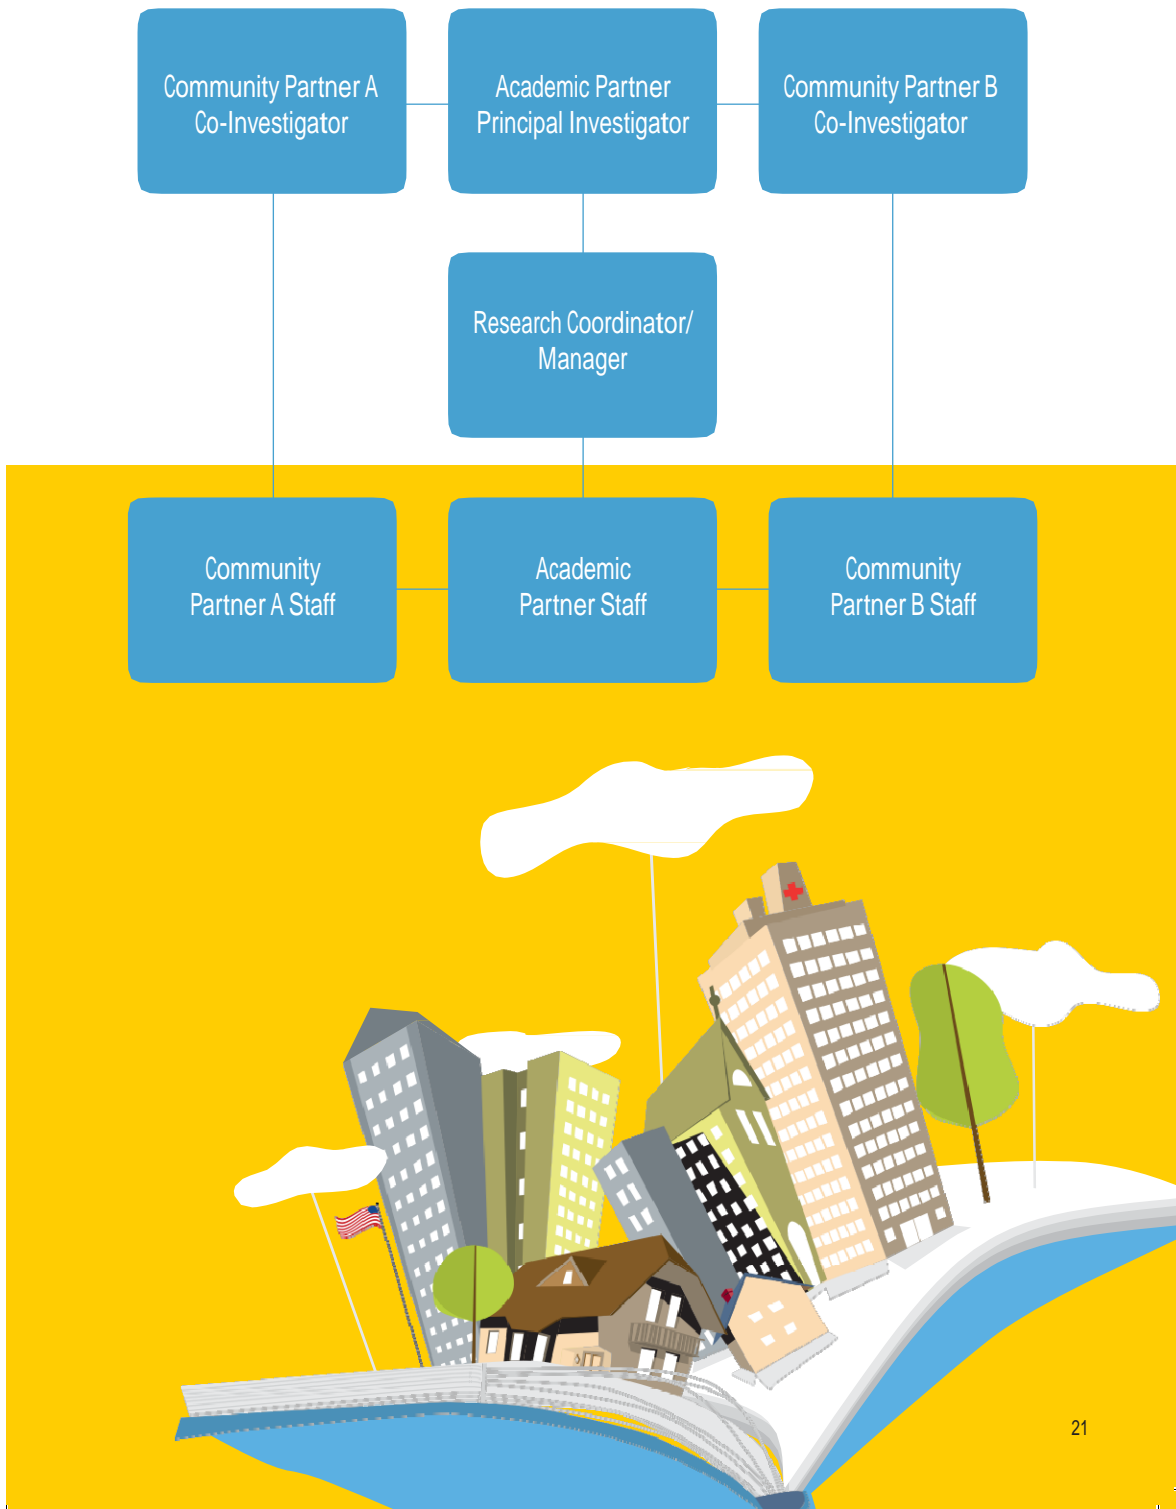 Community Partner A
Co-Investigator
Academic Partner
Principal Investigator
Community Partner B
Co-Investigator
Research Coordinator/
Manager
Community
Partner A Staff
Academic
Partner Staff
Community
Partner B Staff
21